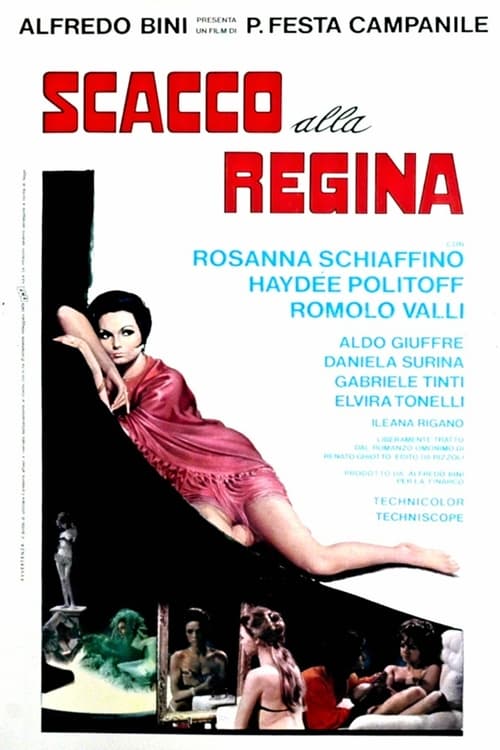 ALFREDO BINI PRESENTA UN FILM DI P. FESTA CAMPANILE
SCACCO alla
REGINA
CON
ROSANNA SCHIAFFINO
HAYDÉE POLITOFF
ROMOLO VALLI
ALDO GIUFFRE
DANIELA SURINA
GABRIELE TINTI
ELVIRA TONELLI
ILEANA RIGANO
LIBERAMENTE TRATTO
DAL ROMANZO OMONIMO DI
RENATO GHIOTTO EDITO DA RIZZOLI
PRODOTTO DA ALFREDO BINI
PER LA FINARCO
TECHNICOLOR
TECHNISCOPE
AVVERTENZA